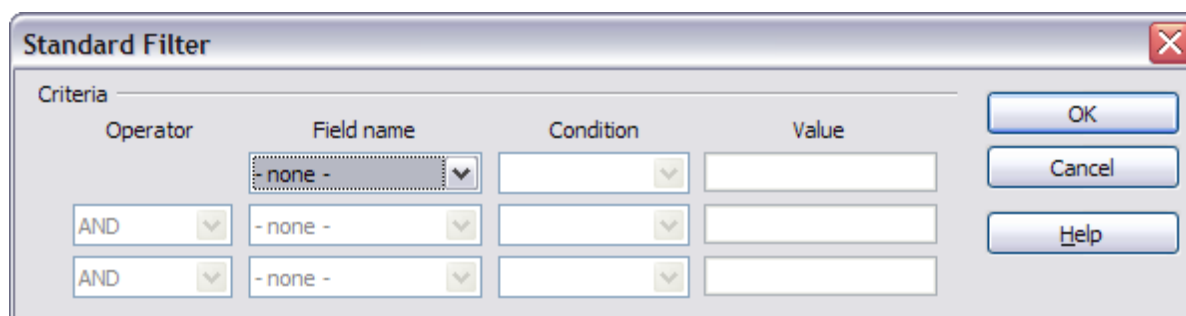 Standard Filter
Criteria
Operator Field name Condition Value
- none -
AND - none -
AND - none -
OK
Cancel
Help